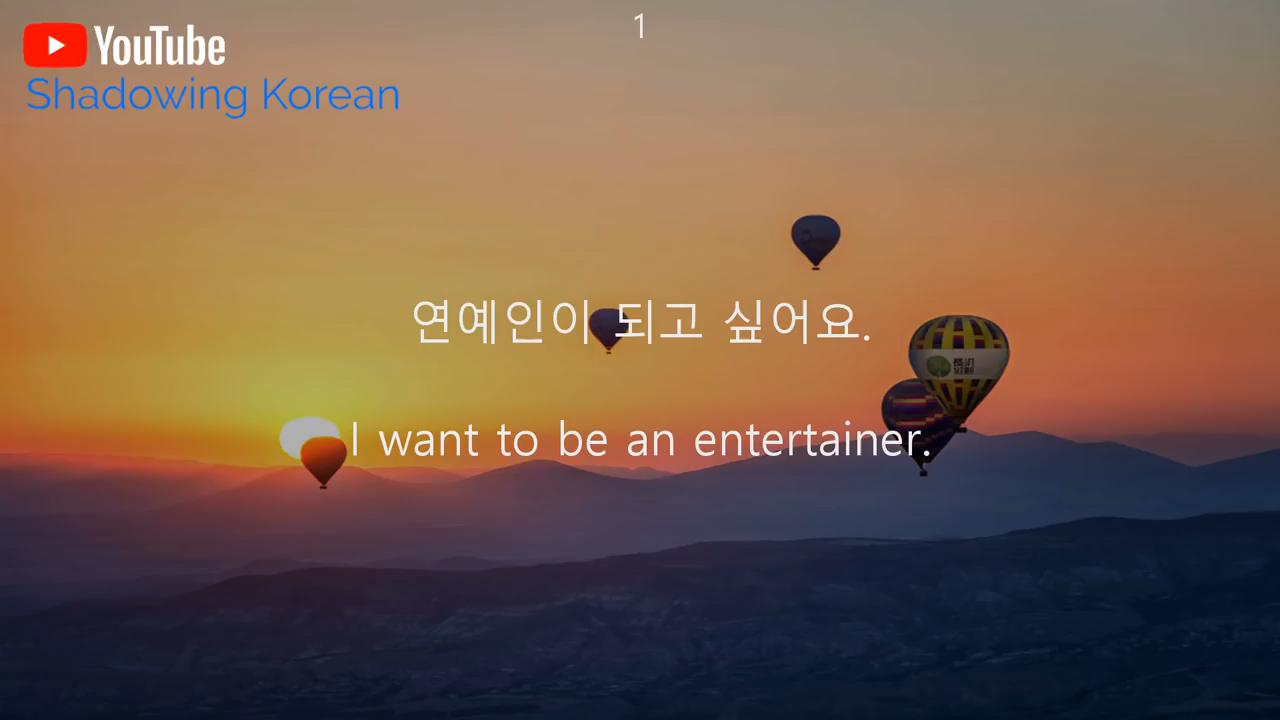 1
YouTube
Shadowing Korean
연예인이 되고 싶어요.
I want to be an entertainer.